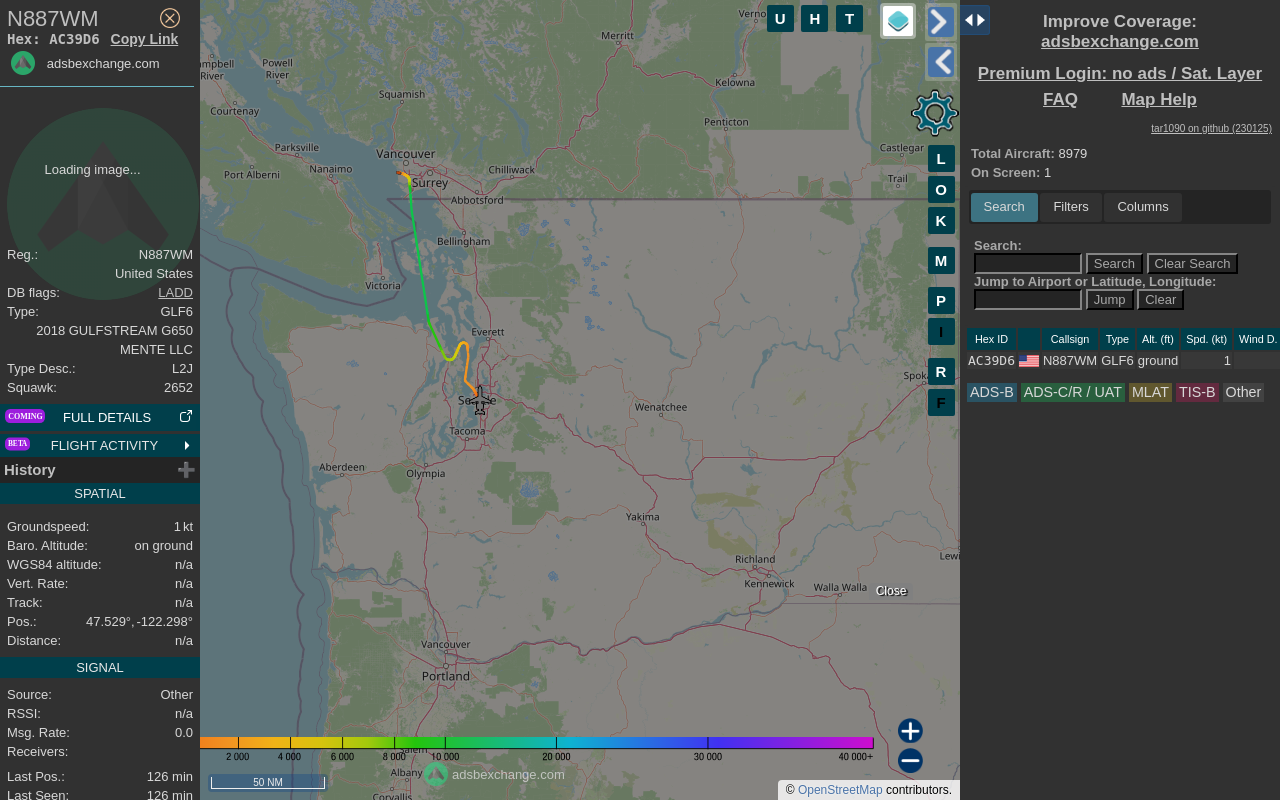 N887WM
Hex: AC39D6 Copy Link
adsbexchange.com
Loading image...
Reg.: N887WM
United States
DB flags: LADD
Type: GLF6
2018 GULFSTREAM G650
MENTE LLC
Type Desc.: L2J
Squawk: 2652
COMING FULL DETAILS
BETA FLIGHT ACTIVITY
History
SPATIAL
Groundspeed: 1 kt
Baro. Altitude: on ground
WGS84 altitude: n/a
Vert. Rate: n/a
Track: n/a
Pos.: 47.529°, -122.298°
Distance: n/a
SIGNAL
Source: Other
RSSI: n/a
Msg. Rate: 0.0
Receivers:
Last Pos.: 126 min
Last Seen: 126 min
Merritt
Powell
River
River
Squamish
Courtenay
Kelowna
Penticton
Parksville
Nanaimo
Vancouver
Surrey
Chilliwack
Abbotsford
Port Alberni
Castlegar
Trail
Bellingham
Victoria
Everett
Wenatchee
Tacoma
Aberdeen
Olympia
Yakima
Richland
Kennewick
Walla Walla
Vancouver
Portland
Albany
Corvallis
U H T
L
O
K
M
P
I
R
F
Close
2 000 4 000 6 000 8 000 10 000 20 000 30 000 40 000+
adsbexchange.com
50 NM
© OpenStreetMap contributors.
Improve Coverage:
adsbexchange.com
Premium Login: no ads / Sat. Layer
FAQ Map Help
tar1090 on github (230125)
Total Aircraft: 8979
On Screen: 1
Search Filters Columns
Search:
Search Clear Search
Jump to Airport or Latitude, Longitude:
Jump Clear
Hex ID Callsign Type Alt. (ft) Spd. (kt) Wind D.
AC39D6 N887WM GLF6 ground 1
ADS-B ADS-C/R / UAT MLAT TIS-B Other